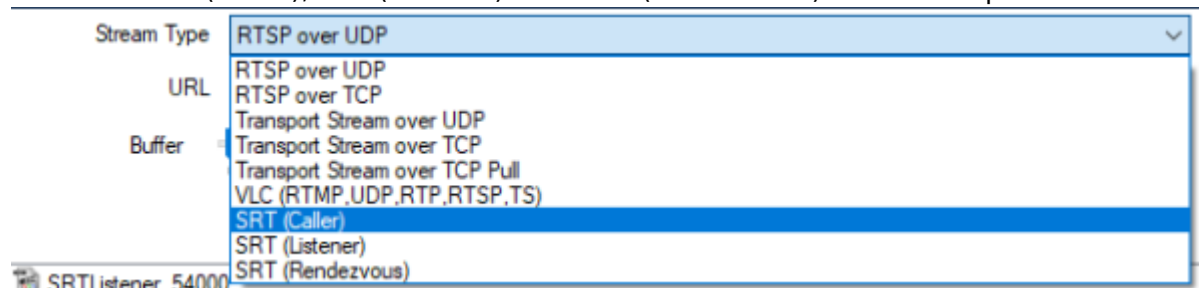 Stream Type RTSP over UDP
RTSP over UDP
URL RTSP over TCP
Transport Stream over UDP
Buffer Transport Stream over TCP
Transport Stream over TCP Pull
VLC (RTMP,UDP,RTP,RTSP,TS)
SRT (Caller)
SRT (Listener)
SRT (Rendezvous)
SRTListener_54000